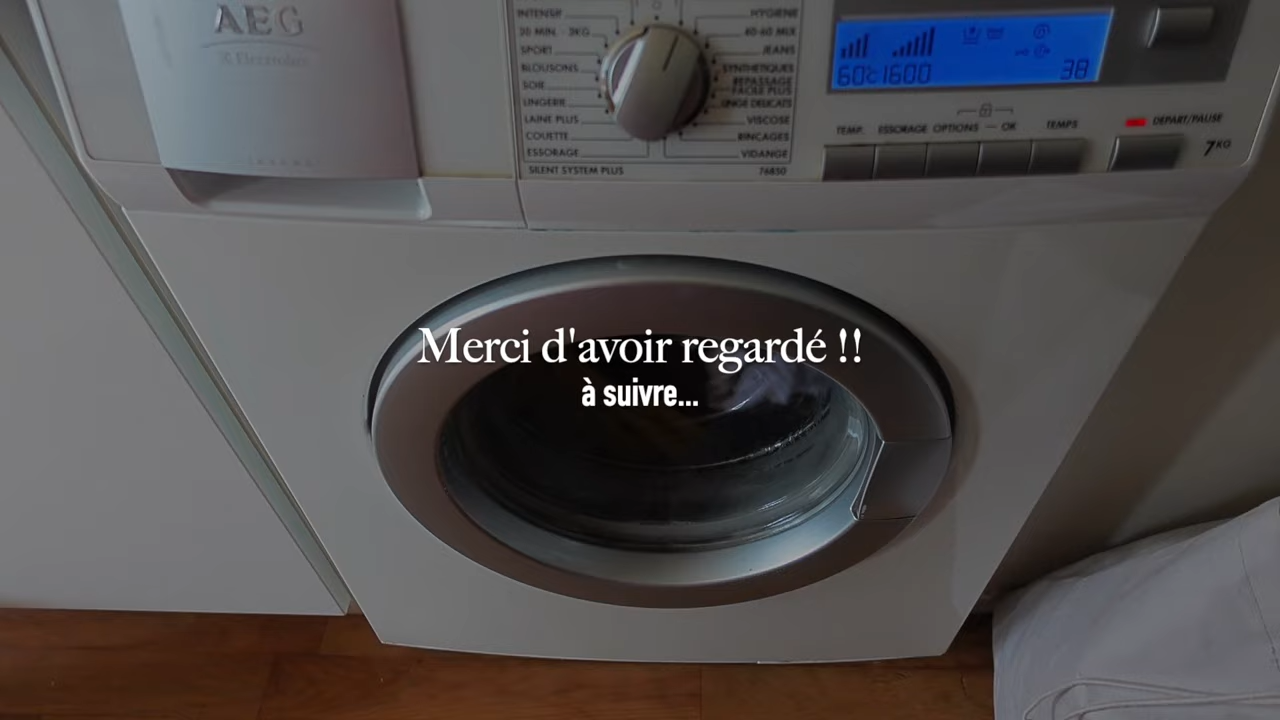 AEG
Electrolux
INTENSIF
20 MIN. - 3KG
SPORT
BLOUSONS
SOIE
LINGERIE
LAINE PLUS
COUETTE
ESSORAGE
HYGIENE
40-60 MIX
JEANS
SYNTHETIQUES
REPASSAGE
FACILE PLUS
LINGE DELICATS
VISCOSE
RINCAGES
VIDANGE
SILENT SYSTEM PLUS 76850
60°C 1600 38
TEMP. ESSORAGE OPTIONS — OK TEMPS DEPART/PAUSE
7KG
Merci d'avoir regardé !!
à suivre...